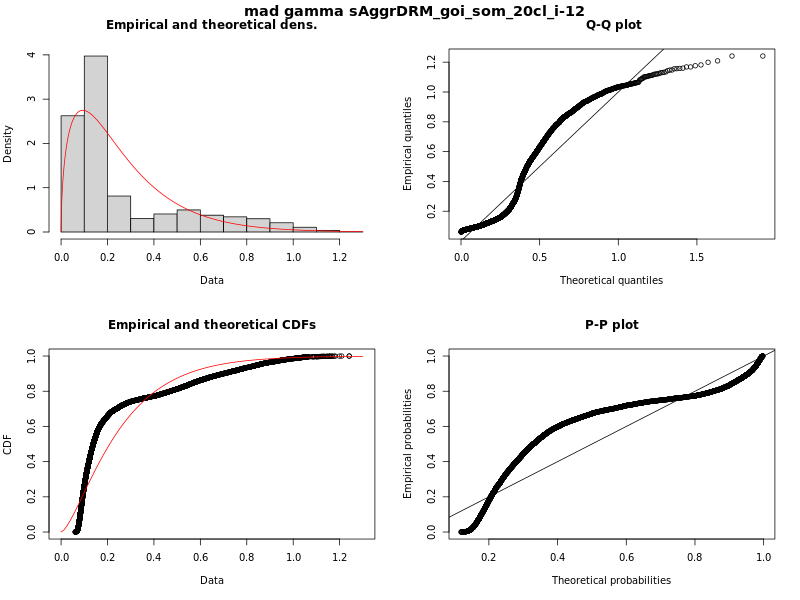 mad gamma sAggrDRM_goi_som_20cl_i-12
Empirical and theoretical dens.
Density
0 1 2 3 4
0.0 0.2 0.4 0.6 0.8 1.0 1.2
Data
Q-Q plot
Empirical quantiles
0.2 0.4 0.6 0.8 1.0 1.2
0.0 0.5 1.0 1.5
Theoretical quantiles
Empirical and theoretical CDFs
CDF
0.0 0.2 0.4 0.6 0.8 1.0
0.0 0.2 0.4 0.6 0.8 1.0 1.2
Data
P-P plot
Empirical probabilities
0.0 0.2 0.4 0.6 0.8 1.0
0.2 0.4 0.6 0.8 1.0
Theoretical probabilities